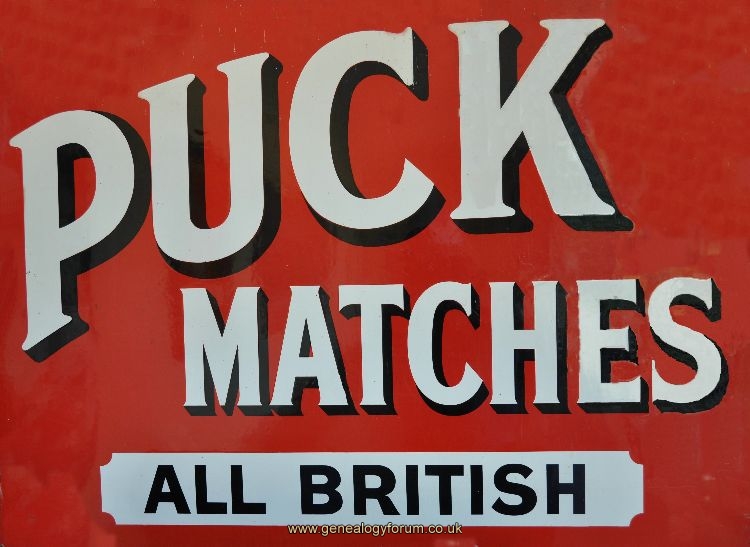 PUCK
MATCHES
ALL BRITISH
www.genealogyforum.co.uk